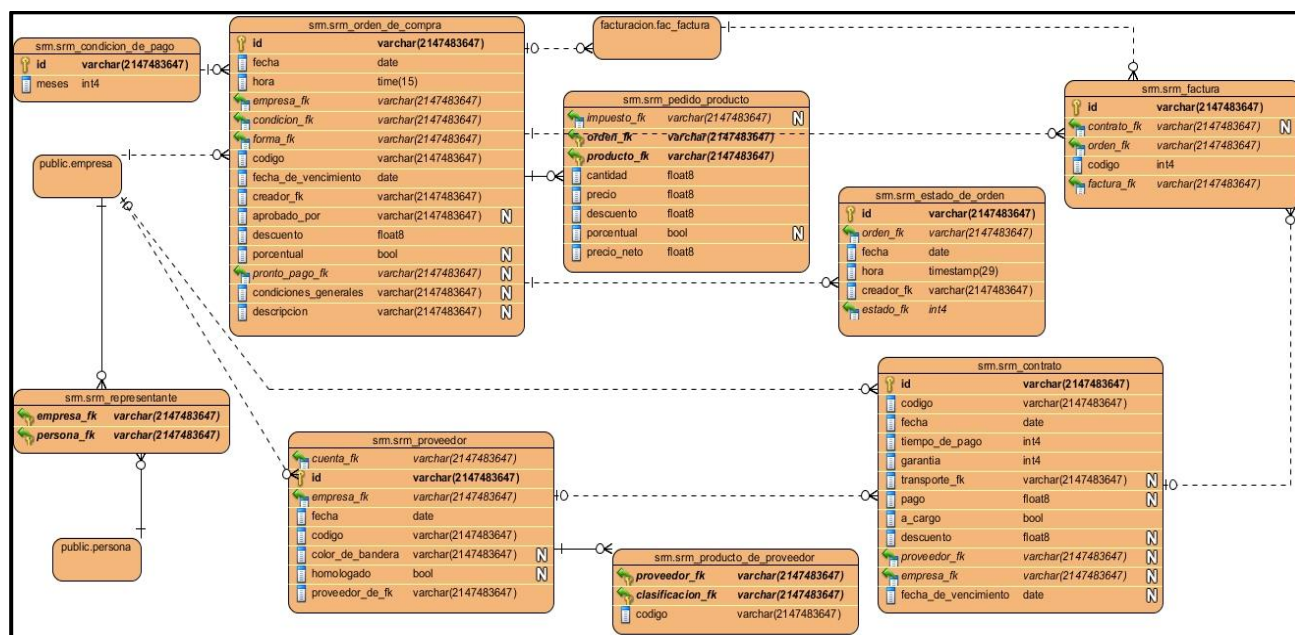 srm.srm_condicion_de_pago
id varchar(2147483647)
meses int4
srm.srm_orden_de_compra
id varchar(2147483647)
fecha date
hora time(15)
empresa_fk varchar(2147483647)
condicion_fk varchar(2147483647)
forma_fk varchar(2147483647)
codigo varchar(2147483647)
fecha_de_vencimiento date
creador_fk varchar(2147483647)
aprobado_por varchar(2147483647) N
descuento float8
porcentual bool N
pronto_pago_fk varchar(2147483647) N
condiciones_generales varchar(2147483647) N
descripcion varchar(2147483647) N
facturacion.fac_factura
srm.srm_pedido_producto
impuesto_fk varchar(2147483647) N
orden_fk varchar(2147483647)
producto_fk varchar(2147483647)
cantidad float8
precio float8
descuento float8
porcentual bool N
precio_neto float8
srm.srm_factura
id varchar(2147483647)
contrato_fk varchar(2147483647) N
orden_fk varchar(2147483647)
codigo int4
factura_fk varchar(2147483647)
public.empresa
srm.srm_estado_de_orden
id varchar(2147483647)
orden_fk varchar(2147483647)
fecha date
hora timestamp(29)
creador_fk varchar(2147483647)
estado_fk int4
srm.srm_representante
empresa_fk varchar(2147483647)
persona_fk varchar(2147483647)
public.persona
srm.srm_proveedor
cuenta_fk varchar(2147483647)
id varchar(2147483647)
empresa_fk varchar(2147483647)
fecha date
codigo varchar(2147483647)
color_de_bandera varchar(2147483647) N
homologado bool N
proveedor_de_fk varchar(2147483647)
srm.srm_producto_de_proveedor
proveedor_fk varchar(2147483647)
clasificacion_fk varchar(2147483647)
codigo varchar(2147483647)
srm.srm_contrato
id varchar(2147483647)
codigo varchar(2147483647)
fecha date
tiempo_de_pago int4
garantia int4
transporte_fk varchar(2147483647) N
pago float8 N
a_cargo bool
descuento float8 N
proveedor_fk varchar(2147483647) N
empresa_fk varchar(2147483647) N
fecha_de_vencimiento date N